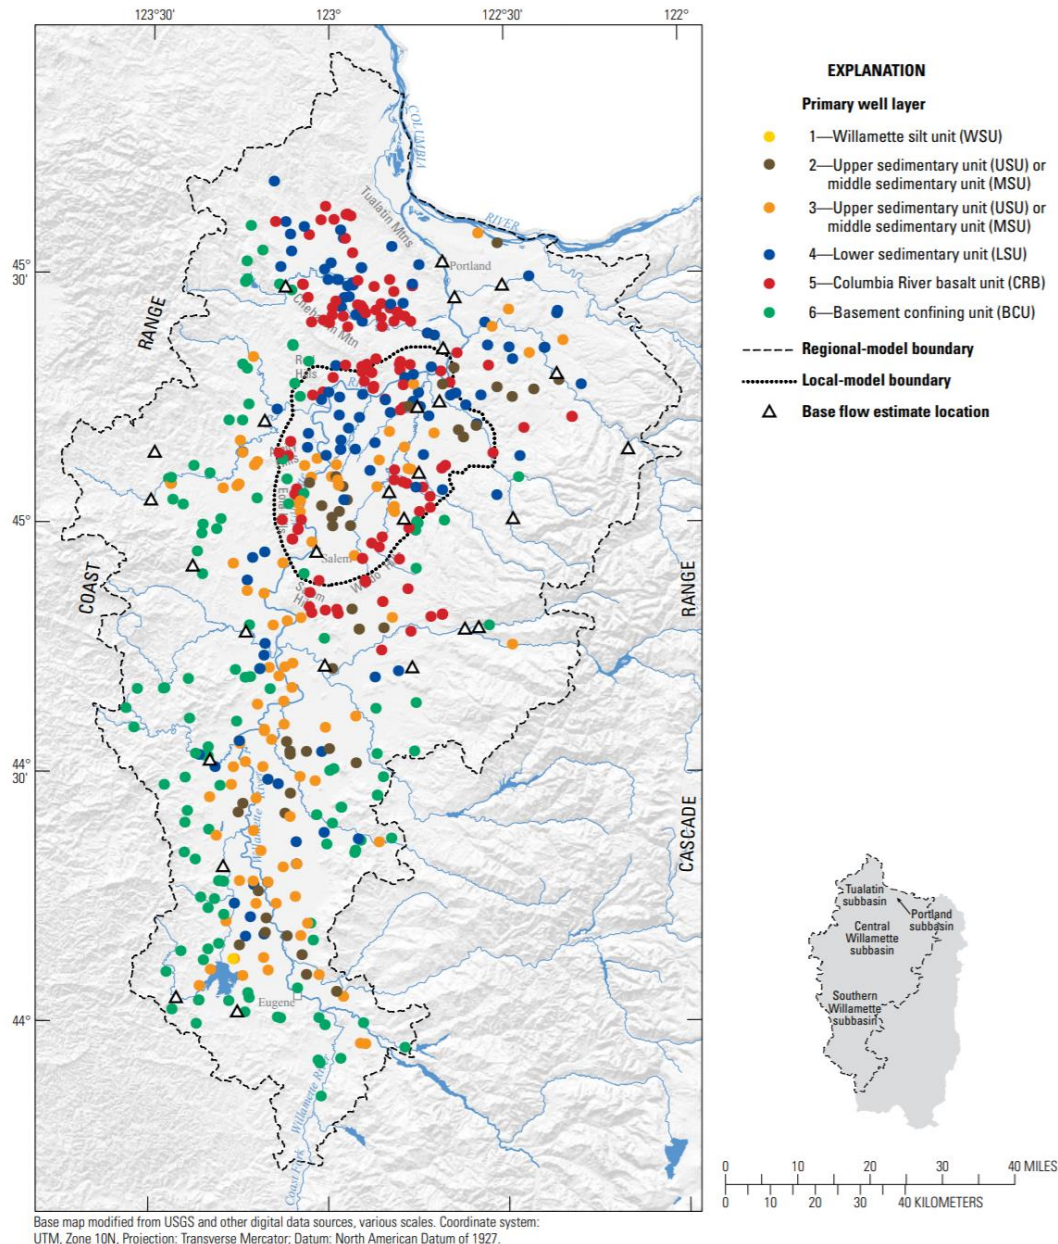 123°30'
123°
122°30'
122°
EXPLANATION
Primary well layer
1—Willamette silt unit (WSU)
2—Upper sedimentary unit (USU) or
middle sedimentary unit (MSU)
3—Upper sedimentary unit (USU) or
middle sedimentary unit (MSU)
4—Lower sedimentary unit (LSU)
5—Columbia River basalt unit (CRB)
6—Basement confining unit (BCU)
Regional-model boundary
Local-model boundary
Base flow estimate location
COLUMBIA
RIVER
Tualatin Mtns
Portland
45°
30'
Chehalem Mtn
RANGE
COAST
45°
Salem
RANGE
CASCADE
44°
30'
Willamette River
Eugene
44°
Coast Fork Willamette River
Tualatin
subbasin
Portland
subbasin
Central
Willamette
subbasin
Southern
Willamette
subbasin
0 10 20 30 40 MILES
0 10 20 30 40 KILOMETERS
Base map modified from USGS and other digital data sources, various scales. Coordinate system:
UTM, Zone 10N, Projection: Transverse Mercator; Datum: North American Datum of 1927.